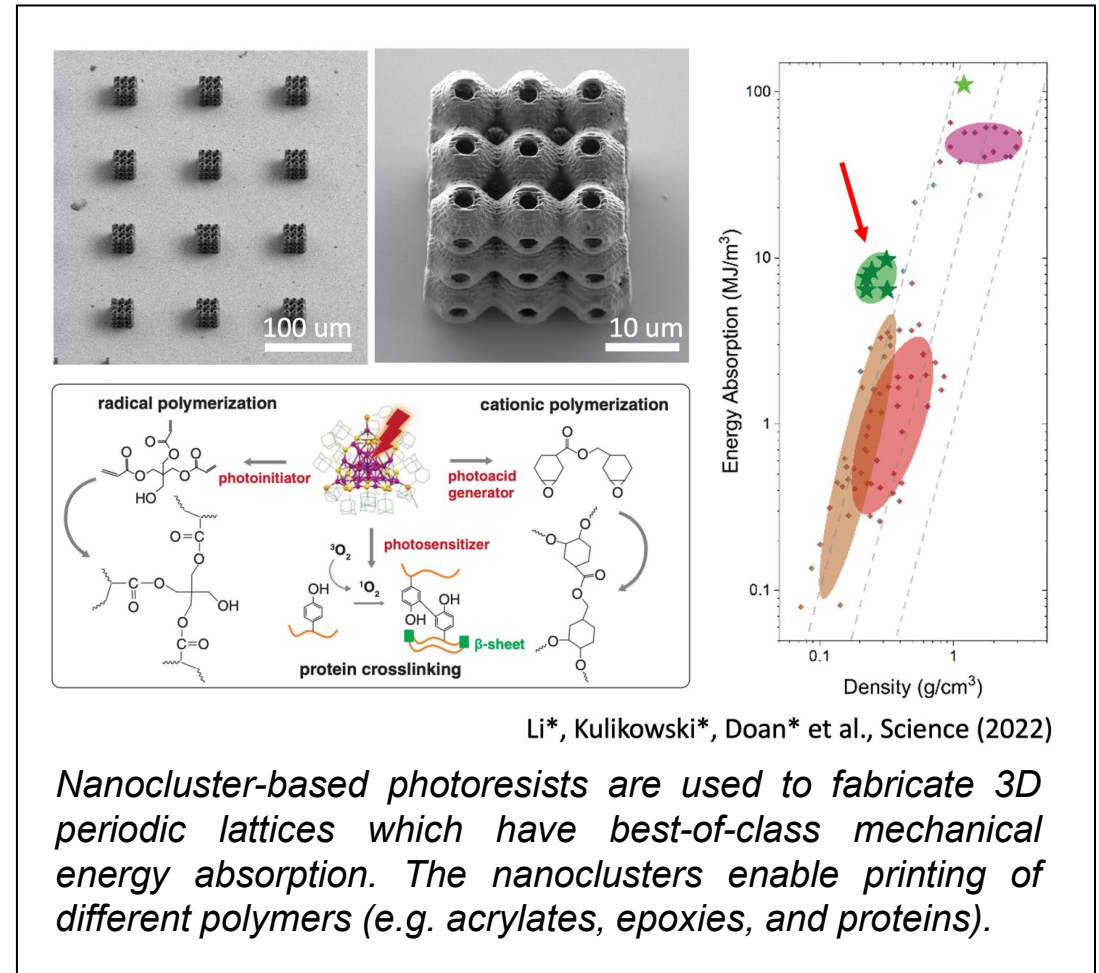 100 um
10 um
radical polymerization
cationic polymerization
photoinitiator
photoacid
generator
photosensitizer
O
O
O
O
O
O
HO
O
O
O
O
O
O
O
O
O
O
O
O
OH
³O₂
¹O₂
OH
OH
OH
β-sheet
protein crosslinking
O
O
O
O
O
O
O
O
O
O
100
10
1
0.1
Energy Absorption (MJ/m³)
0.1
1
Density (g/cm³)
Li*, Kulikowski*, Doan* et al., Science (2022)
Nanocluster-based photoresists are used to fabricate 3D
periodic lattices which have best-of-class mechanical
energy absorption. The nanoclusters enable printing of
different polymers (e.g. acrylates, epoxies, and proteins).